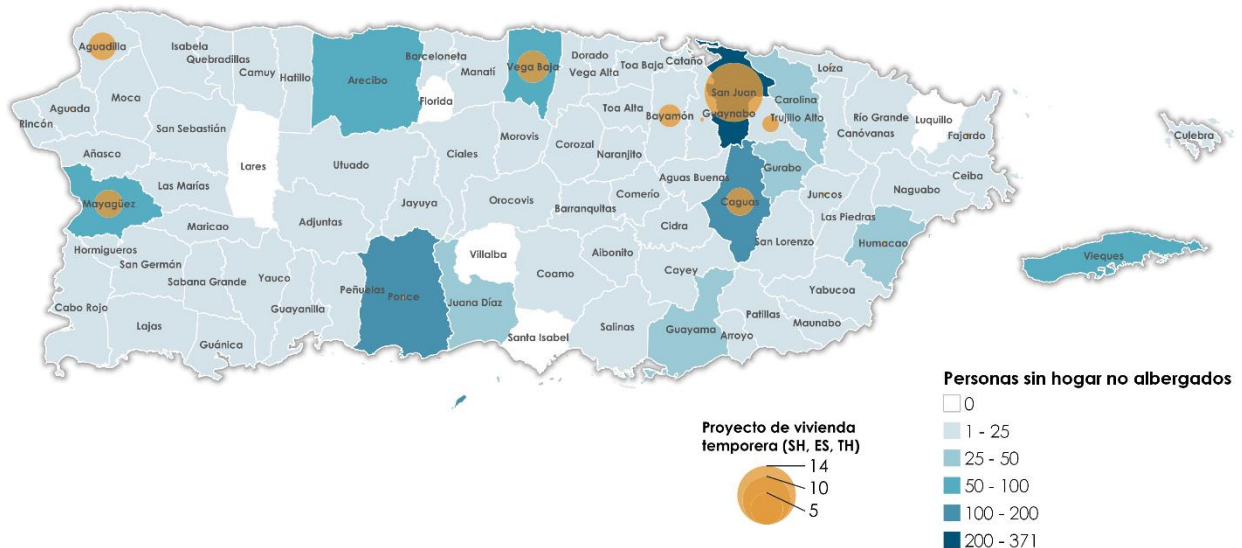 Aguadilla
Isabela
Quebradillas
Camuy
Hatillo
Arecibo
Barceloneta
Manatí
Vega Baja
Dorado
Vega Alta
Toa Baja
Cataño
San Juan
Loíza
Moca
Florida
Toa Alta
Bayamón
Guaynabo
Carolina
Trujillo Alto
Río Grande
Canóvanas
Luquillo
Fajardo
Culebra
Aguada
Rincón
San Sebastián
Añasco
Lares
Utuado
Ciales
Morovis
Corozal
Naranjito
Aguas Buenas
Gurabo
Ceiba
Las Marías
Mayagüez
Maricao
Adjuntas
Jayuya
Orocovis
Barranquitas
Comerío
Cidra
Caguas
Juncos
Naguabo
Las Piedras
Humacao
San Lorenzo
Hormigueros
San Germán
Sabana Grande
Yauco
Guayanilla
Peñuelas
Ponce
Juana Díaz
Villalba
Coamo
Aibonito
Cayey
Yabucoa
Vieques
Cabo Rojo
Lajas
Guánica
Santa Isabel
Salinas
Guayama
Arroyo
Patillas
Maunabo
Proyecto de vivienda
temporera (SH, ES, TH)
14
10
5
Personas sin hogar no albergados
0
1 - 25
25 - 50
50 - 100
100 - 200
200 - 371